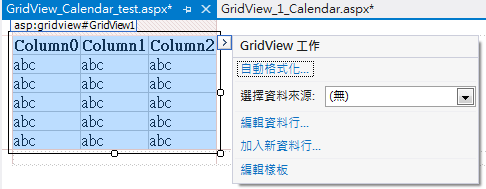 GridView_Calendar_test.aspx* GridView_1_Calendar.aspx*
asp:gridview#GridView1
Column0 Column1 Column2
abc abc abc
abc abc abc
abc abc abc
abc abc abc
abc abc abc
GridView 工作
自動格式化...
選擇資料來源: (無)
編輯資料行...
加入新資料行...
編輯樣板